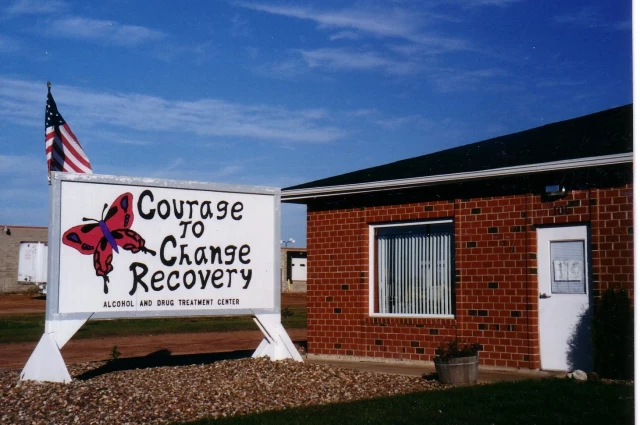 Courage
To
Change
Recovery
ALCOHOL AND DRUG TREATMENT CENTER